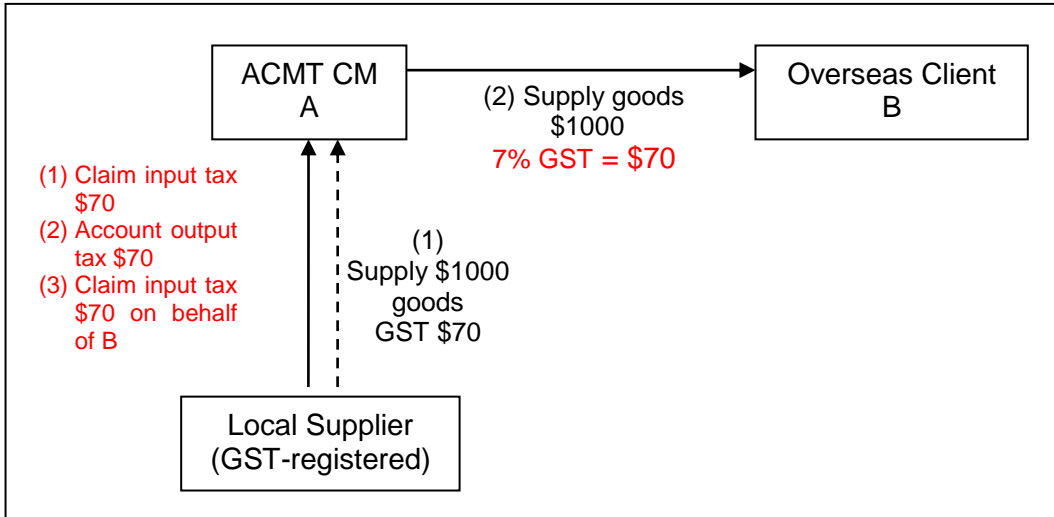 ACMT CM
A
Overseas Client
B
(2) Supply goods
$1000
7% GST = $70
(1) Claim input tax
$70
(2) Account output
tax $70
(3) Claim input tax
$70 on behalf
of B
(1)
Supply $1000
goods
GST $70
Local Supplier
(GST-registered)